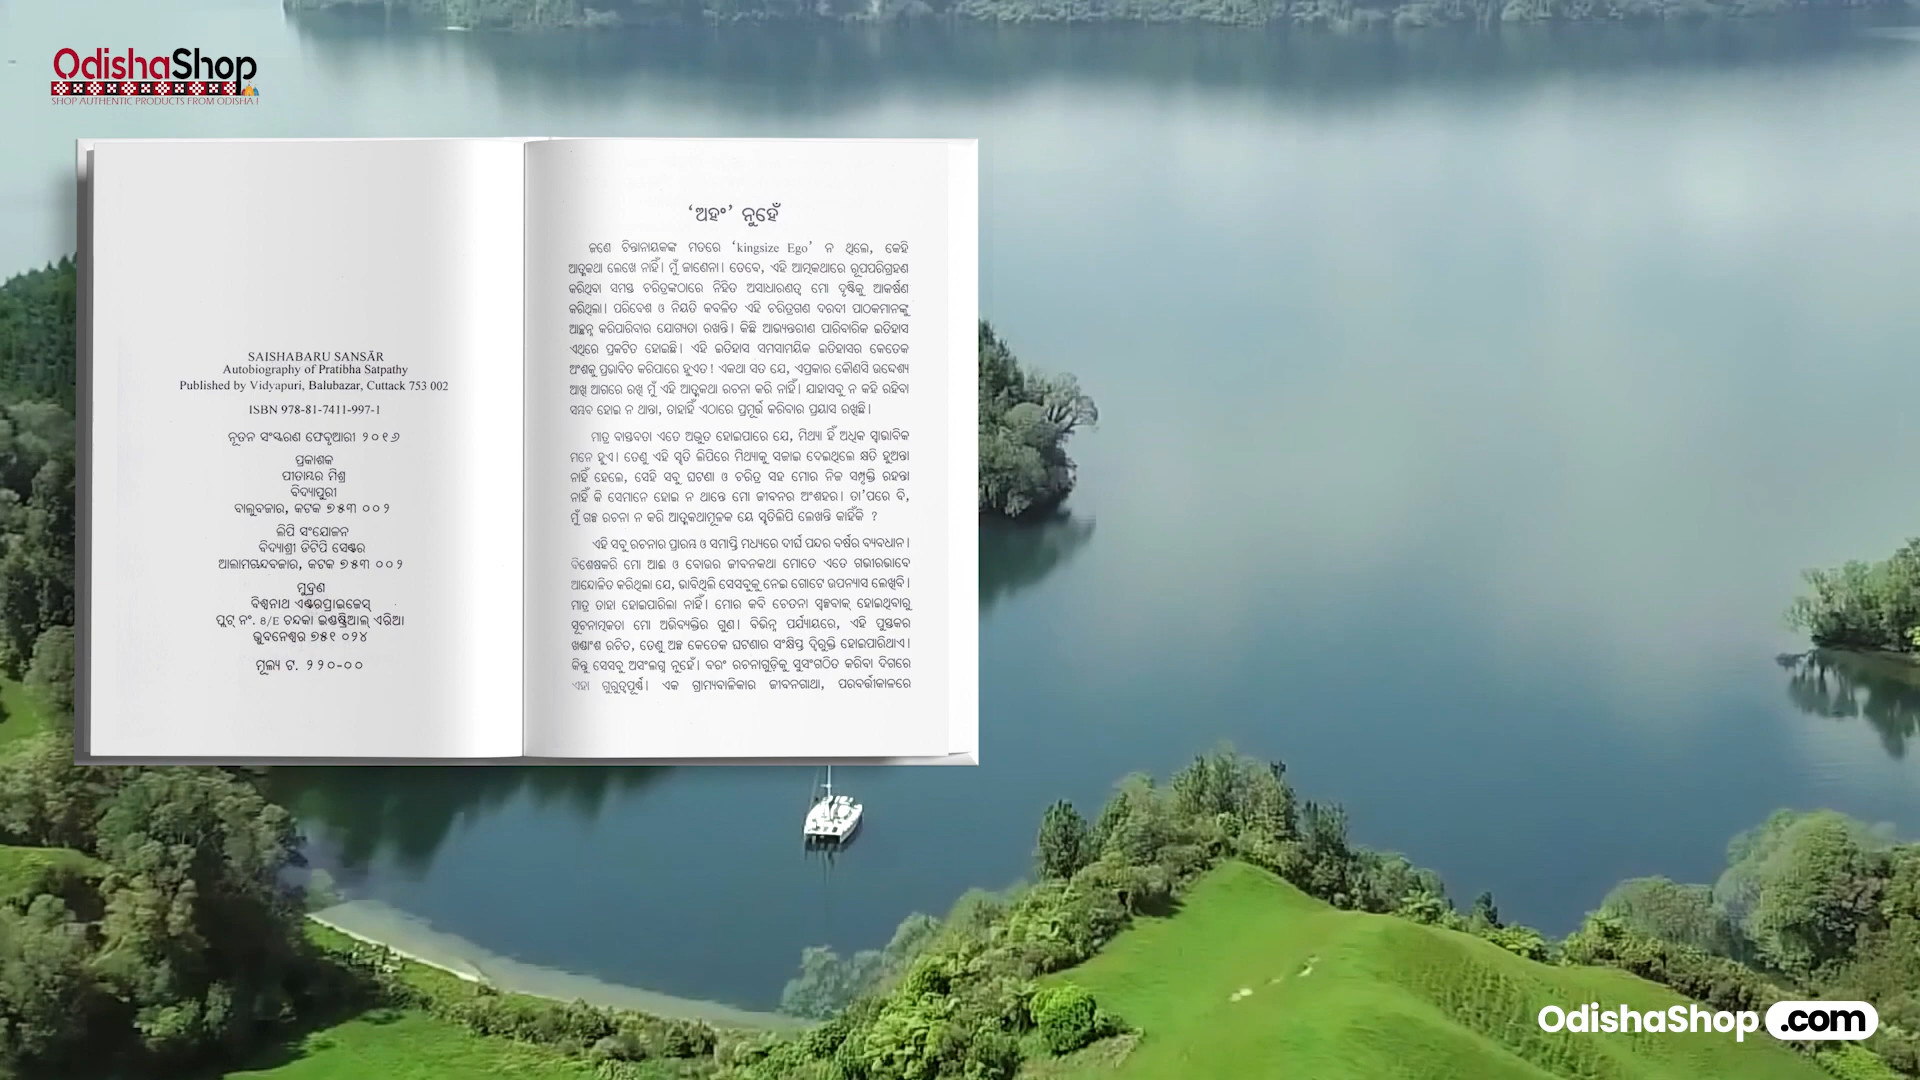 OdishaShop
SHOP AUTHENTIC PRODUCTS FROM ODISHA !
SAISHABARU SANSĀR
Autobiography of Pratibha Satpathy
Published by Vidyapuri, Balubazar, Cuttack 753 002
ISBN 978-81-7411-997-1
ନୂତନ ସଂସ୍କରଣ ଫେବୃଆରୀ ୨୦୧୬
ପ୍ରକାଶକ
ପୀତାମ୍ବର ମିଶ୍ର
ବିଦ୍ୟାପୁରୀ
ବାଲୁବଜାର, କଟକ ୭୫୩ ୦୦୨
ଲିପି ସଂଯୋଜନ
ବିଦ୍ୟାଶ୍ରୀ ଡିଟିପି ସେଣ୍ଟର
ଆଲାମଚାନ୍ଦବଜାର, କଟକ ୭୫୩ ୦୦୨
ମୁଦ୍ରଣ
ବିଶ୍ୱନାଥ ଏଣ୍ଟରପ୍ରାଇଜେସ୍
ପ୍ଲଟ୍ ନଂ. 8/E ଚନ୍ଦକା ଇଣ୍ଡଷ୍ଟ୍ରିଆଲ୍ ଏରିଆ
ଭୁବନେଶ୍ୱର ୭୫୧ ୦୨୪
ମୂଲ୍ୟ ଟ. ୨୨୦-୦୦
‘ଅହଂ’ ନୁହେଁ
ଜଣେ ଚିନ୍ତାନାୟକଙ୍କ ମତରେ ‘kingsize Ego’ ନ ଥିଲେ, କେହି
ଆତ୍ମକଥା ଲେଖେ ନାହିଁ। ମୁଁ ଜାଣେନା। ତେବେ, ଏହି ଆତ୍ମକଥାରେ ରୂପପରିଗ୍ରହଣ
କରିଥିବା ସମସ୍ତ ଚରିତ୍ରଙ୍କଠାରେ ନିହିତ ଅସାଧାରଣତ୍ୱ ମୋ ଦୃଷ୍ଟିକୁ ଆକର୍ଷଣ
କରିଥିଲା। ପରିବେଶ ଓ ନିୟତି କବଳିତ ଏହି ଚରିତ୍ରଗଣ ଦରଦୀ ପାଠକମାନଙ୍କୁ
ଆଚ୍ଛନ୍ନ କରିପାରିବାର ଯୋଗ୍ୟତା ରଖନ୍ତି। କିଛି ଆଭ୍ୟନ୍ତରୀଣ ପାରିବାରିକ ଇତିହାସ
ଏଥିରେ ପ୍ରକଟିତ ହୋଇଛି। ଏହି ଇତିହାସ ସମସାମୟିକ ଇତିହାସର କେତେକ
ଅଂଶକୁ ପ୍ରଭାବିତ କରିପାରେ ହୁଏତ! ଏକଥା ସତ ଯେ, ଏପ୍ରକାର କୌଣସି ଉଦ୍ଦେଶ୍ୟ
ଆଖି ଆଗରେ ରଖି ମୁଁ ଏହି ଆତ୍ମକଥା ରଚନା କରି ନାହିଁ। ଯାହାସବୁ ନ କହି ରହିବା
ସମ୍ଭବ ହୋଇ ନ ଥାନ୍ତା, ତାହାହିଁ ଏଠାରେ ପ୍ରମୂର୍ତ୍ତ କରିବାର ପ୍ରୟାସ ରଖିଛି।
ମାତ୍ର ବାସ୍ତବତା ଏତେ ଅଦ୍ଭୁତ ହୋଇପାରେ ଯେ, ମିଥ୍ୟା ହିଁ ଅଧିକ ସ୍ୱାଭାବିକ
ମନେ ହୁଏ। ତେଣୁ ଏହି ସ୍ମୃତି ଲିପିରେ ମିଥ୍ୟାକୁ ସଜାଇ ଦେଇଥିଲେ କ୍ଷତି ହୁଅନ୍ତା
ନାହିଁ ହେଲେ, ସେହି ସବୁ ଘଟଣା ଓ ଚରିତ୍ର ସହ ମୋର ନିଜ ସମ୍ପୃକ୍ତି ରହନ୍ତା
ନାହିଁ କି ସେମାନେ ହୋଇ ନ ଥାନ୍ତେ ମୋ ଜୀବନର ଅଂଶହର। ତା’ପରେ ବି,
ମୁଁ ଗଳ୍ପ ରଚନା ନ କରି ଆତ୍ମକଥାମୂଳକ ୟେ ସ୍ମୃତିଲିପି ଲେଖନ୍ତି କାହିଁକି ?
ଏହି ସବୁ ରଚନାର ପ୍ରାରମ୍ଭ ଓ ସମାପ୍ତି ମଧ୍ୟରେ ଦୀର୍ଘ ପନ୍ଦର ବର୍ଷର ବ୍ୟବଧାନ।
ବିଶେଷକରି ମୋ ଆଈ ଓ ବୋଉର ଜୀବନକଥା ମୋତେ ଏତେ ଗଭୀରଭାବେ
ଆନ୍ଦୋଳିତ କରିଥିଲା ଯେ, ଭାବିଥିଲି ସେସବୁକୁ ନେଇ ଗୋଟେ ଉପନ୍ୟାସ ଲେଖିବି।
ମାତ୍ର ତାହା ହୋଇପାରିଲା ନାହିଁ। ମୋର କବି ଚେତନା ସ୍ୱଳ୍ପବାକ୍ ହୋଇଥିବାରୁ
ସୂଚନାତ୍ମକତା ମୋ ଅଭିବ୍ୟକ୍ତିର ଗୁଣ। ବିଭିନ୍ନ ପର୍ଯ୍ୟାୟରେ, ଏହି ପୁସ୍ତକର
ଖଣ୍ଡାଂଶ ରଚିତ, ତେଣୁ ଅଳ୍ପ କେତେକ ଘଟଣାର ସଂକ୍ଷିପ୍ତ ଦ୍ୱିରୁକ୍ତି ହୋଇପାରିଥାଏ।
କିନ୍ତୁ ସେସବୁ ଅସଂଲଗ୍ନ ନୁହେଁ। ବରଂ ରଚନାଗୁଡ଼ିକୁ ସୁସଂଗଠିତ କରିବା ଦିଗରେ
ଏହା ଗୁରୁତ୍ୱପୂର୍ଣ୍ଣ। ଏକ ଗ୍ରାମ୍ୟବାଳିକାର ଜୀବନଗାଥା, ପରବର୍ତ୍ତୀକାଳରେ
OdishaShop .com